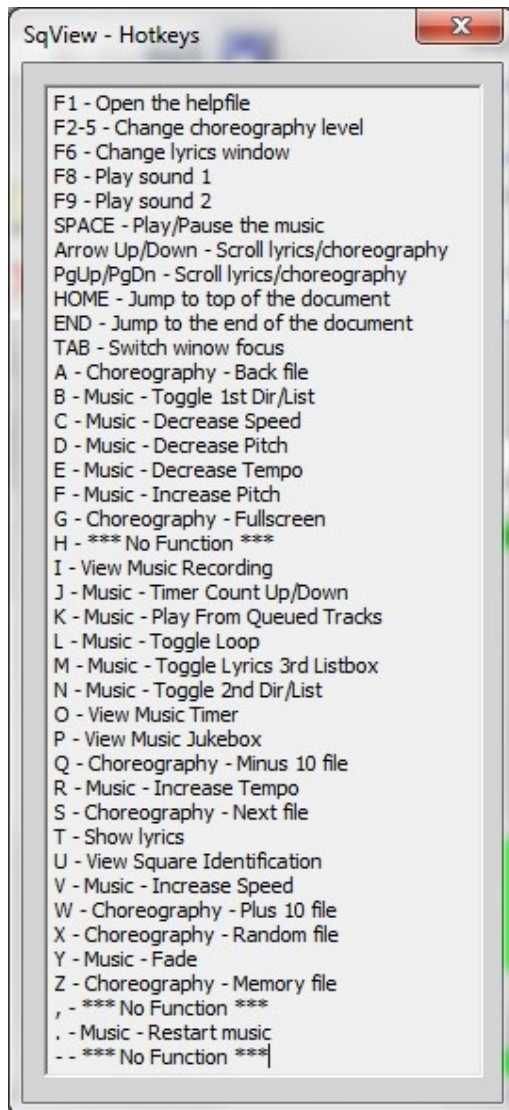 SqView - Hotkeys
F1 - Open the helpfile
F2-5 - Change choreography level
F6 - Change lyrics window
F8 - Play sound 1
F9 - Play sound 2
SPACE - Play/Pause the music
Arrow Up/Down - Scroll lyrics/choreography
PgUp/PgDn - Scroll lyrics/choreography
HOME - Jump to top of the document
END - Jump to the end of the document
TAB - Switch winow focus
A - Choreography - Back file
B - Music - Toggle 1st Dir/List
C - Music - Decrease Speed
D - Music - Decrease Pitch
E - Music - Decrease Tempo
F - Music - Increase Pitch
G - Choreography - Fullscreen
H - *** No Function ***
I - View Music Recording
J - Music - Timer Count Up/Down
K - Music - Play From Queued Tracks
L - Music - Toggle Loop
M - Music - Toggle Lyrics 3rd Listbox
N - Music - Toggle 2nd Dir/List
O - View Music Timer
P - View Music Jukebox
Q - Choreography - Minus 10 file
R - Music - Increase Tempo
S - Choreography - Next file
T - Show lyrics
U - View Square Identification
V - Music - Increase Speed
W - Choreography - Plus 10 file
X - Choreography - Random file
Y - Music - Fade
Z - Choreography - Memory file
, - *** No Function ***
. - Music - Restart music
- - *** No Function ***